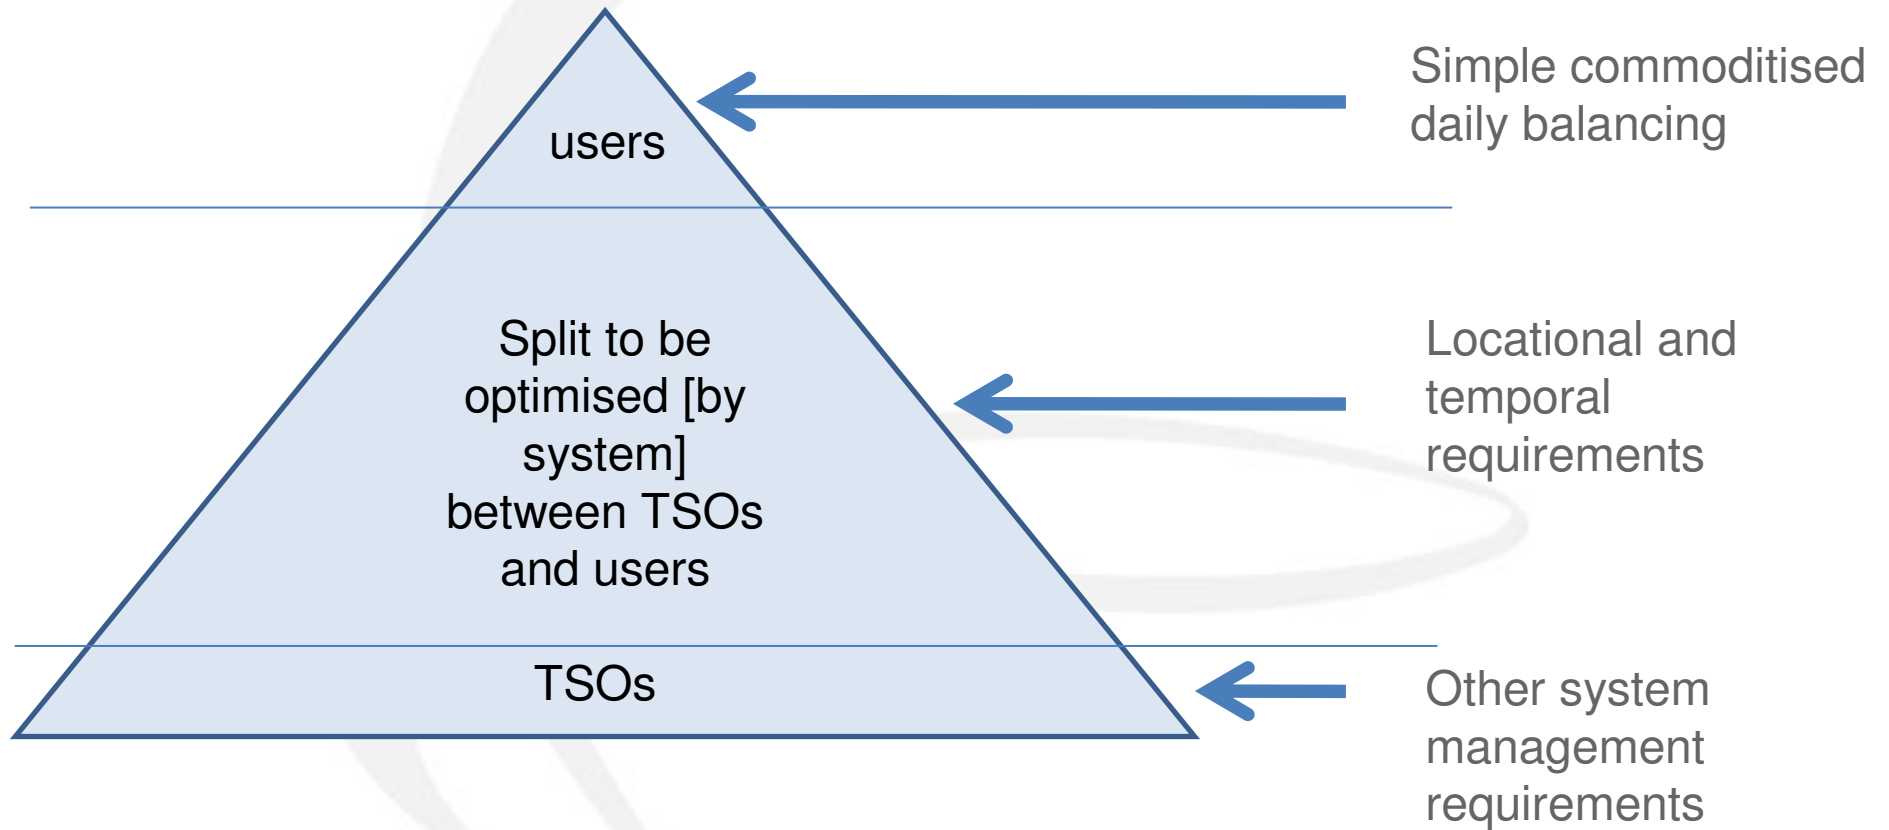 Simple commoditised
daily balancing
users
Split to be
optimised [by
system]
between TSOs
and users
Locational and
temporal
requirements
TSOs
Other system
management
requirements